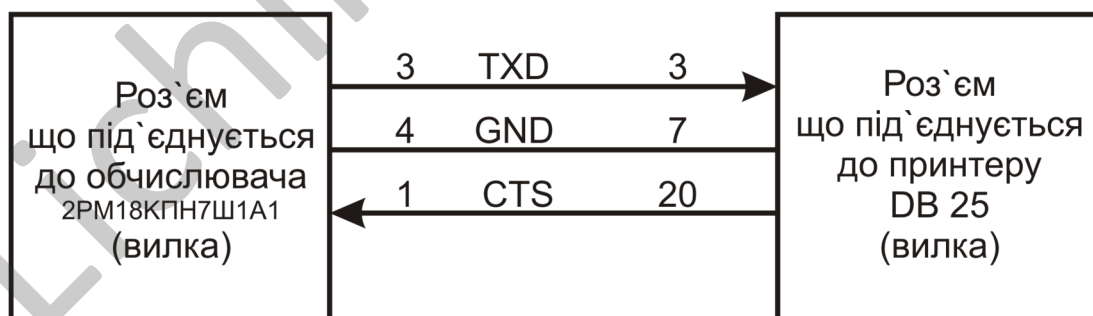 Роз`єм
що під`єднується
до обчислювача
2РМ18КПН7Ш1А1
(вилка)
3 TXD 3
4 GND 7
1 CTS 20
Роз`єм
що під`єднується
до принтеру
DB 25
(вилка)